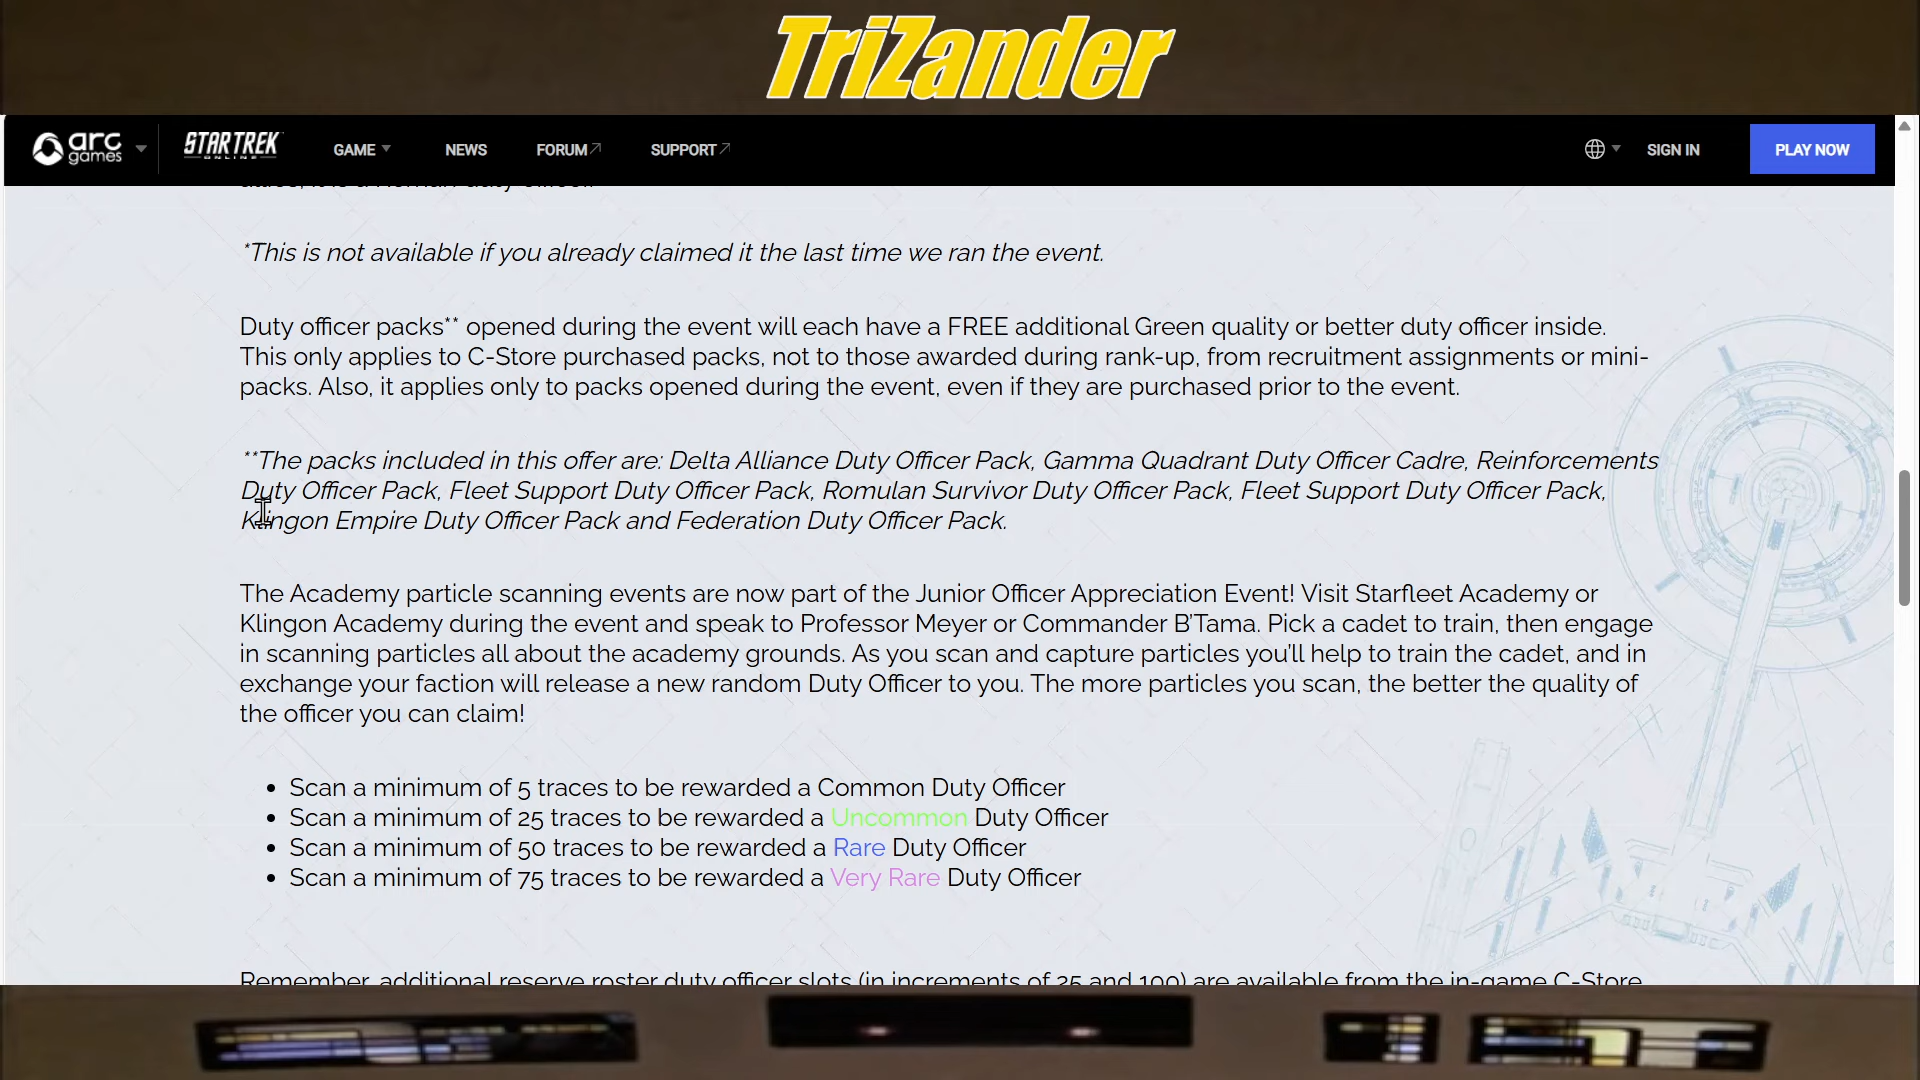 TriZander
arc games
STAR TREK ONLINE
GAME
NEWS
FORUM
SUPPORT
SIGN IN
PLAY NOW
*This is not available if you already claimed it the last time we ran the event.
Duty officer packs** opened during the event will each have a FREE additional Green quality or better duty officer inside.
This only applies to C-Store purchased packs, not to those awarded during rank-up, from recruitment assignments or mini-
packs. Also, it applies only to packs opened during the event, even if they are purchased prior to the event.
**The packs included in this offer are: Delta Alliance Duty Officer Pack, Gamma Quadrant Duty Officer Cadre, Reinforcements
Duty Officer Pack, Fleet Support Duty Officer Pack, Romulan Survivor Duty Officer Pack, Fleet Support Duty Officer Pack,
Klingon Empire Duty Officer Pack and Federation Duty Officer Pack.
The Academy particle scanning events are now part of the Junior Officer Appreciation Event! Visit Starfleet Academy or
Klingon Academy during the event and speak to Professor Meyer or Commander B'Tama. Pick a cadet to train, then engage
in scanning particles all about the academy grounds. As you scan and capture particles you'll help to train the cadet, and in
exchange your faction will release a new random Duty Officer to you. The more particles you scan, the better the quality of
the officer you can claim!
• Scan a minimum of 5 traces to be rewarded a Common Duty Officer
• Scan a minimum of 25 traces to be rewarded a Uncommon Duty Officer
• Scan a minimum of 50 traces to be rewarded a Rare Duty Officer
• Scan a minimum of 75 traces to be rewarded a Very Rare Duty Officer
Remember, additional reserve roster duty officer slots (in increments of 25 and 100) are available from the in-game C-Store